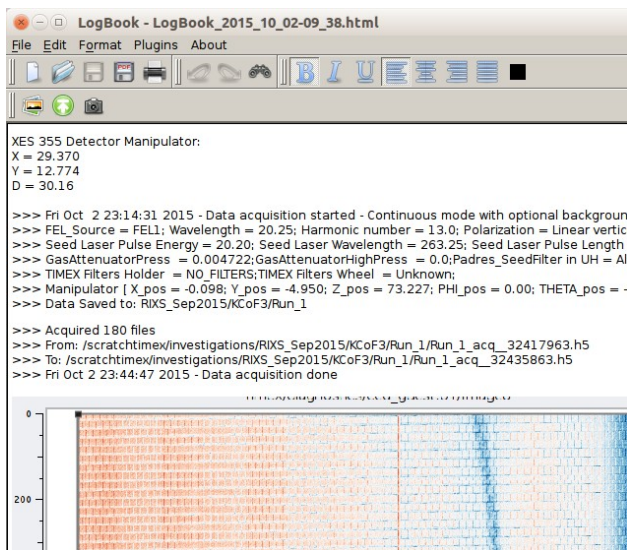 LogBook - LogBook_2015_10_02-09_38.html
File Edit Format Plugins About
PDF
B I U
XES 355 Detector Manipulator:
X = 29.370
Y = 12.774
D = 30.16
>>> Fri Oct 2 23:14:31 2015 - Data acquisition started - Continuous mode with optional backgroun
>>> FEL_Source = FEL1; Wavelength = 20.25; Harmonic number = 13.0; Polarization = Linear vertic
>>> Seed Laser Pulse Energy = 20.20; Seed Laser Wavelength = 263.25; Seed Laser Pulse Length
>>> GasAttenuatorPress = 0.004722;GasAttenuatorHighPress = 0.0;Padres_SeedFilter in UH = Al
>>> TIMEX Filters Holder = NO_FILTERS;TIMEX Filters Wheel = Unknown;
>>> Manipulator [ X_pos = -0.098; Y_pos = -4.950; Z_pos = 73.227; PHI_pos = 0.00; THETA_pos = -
>>> Data Saved to: RIXS_Sep2015/KCoF3/Run_1
>>> Acquired 180 files
>>> From: /scratchtimex/investigations/RIXS_Sep2015/KCoF3/Run_1/Run_1_acq__32417963.h5
>>> To: /scratchtimex/investigations/RIXS_Sep2015/KCoF3/Run_1/Run_1_acq__32435863.h5
>>> Fri Oct 2 23:44:47 2015 - Data acquisition done
0
200